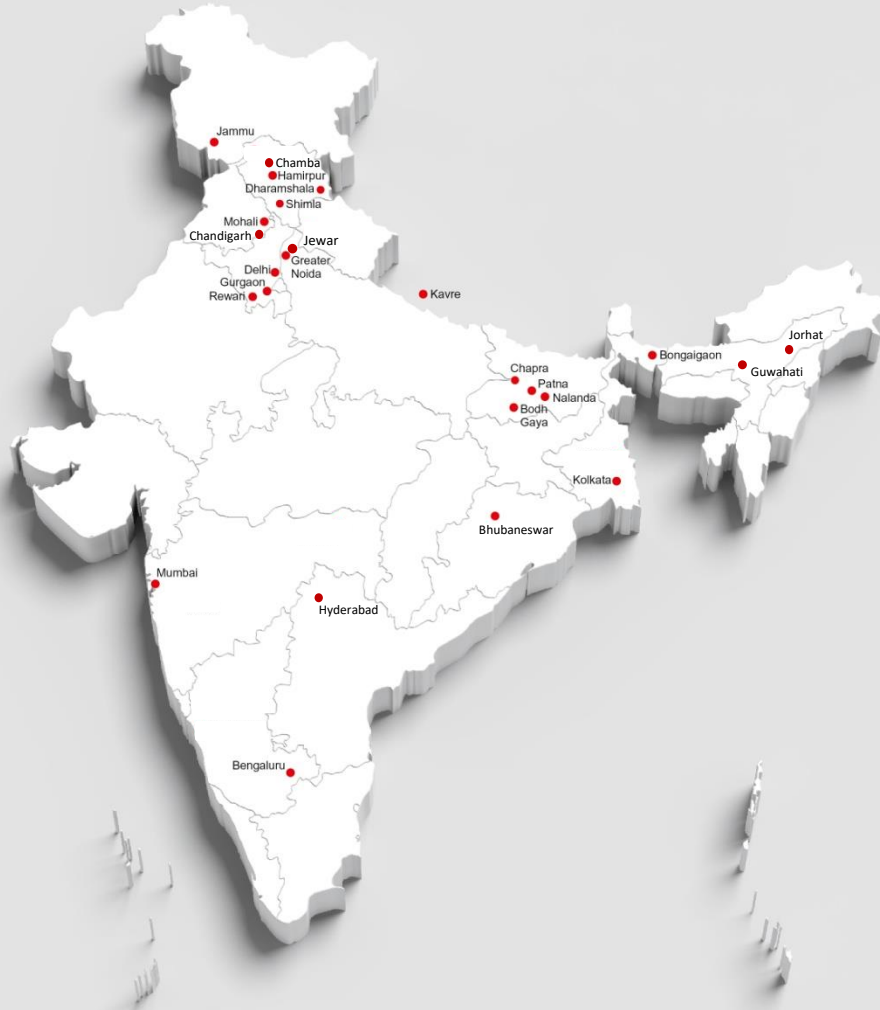 Jammu
Chamba
Hamirpur
Dharamshala
Shimla
Mohali
Chandigarh
Jewar
Greater
Noida
Delhi
Gurgaon
Rewari
Kavre
Jorhat
Bongaigaon
Guwahati
Chapra
Patna
Nalanda
Bodh
Gaya
Kolkata
Bhubaneswar
Mumbai
Hyderabad
Bengaluru